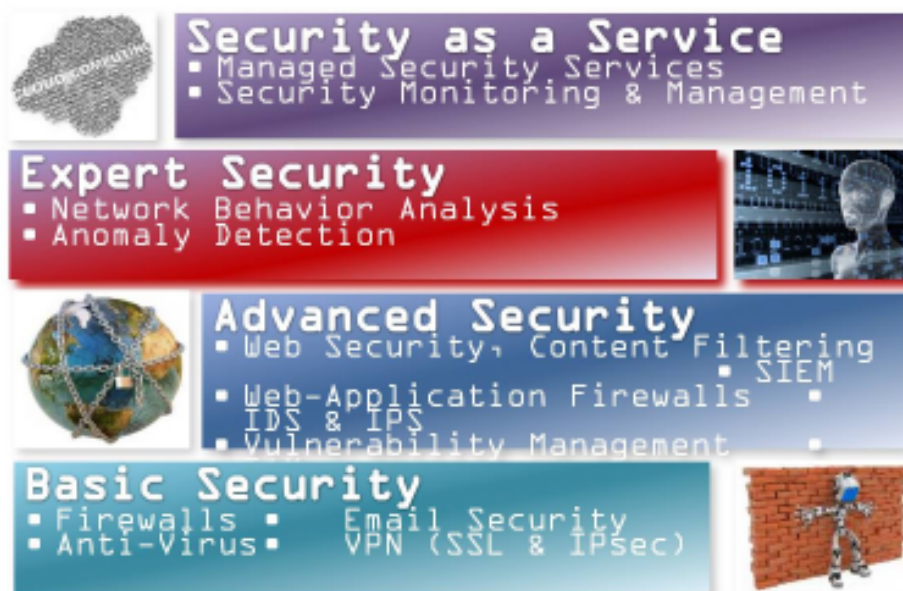 CLOUD COMPUTING
Security as a Service
▪ Managed Security Services
▪ Security Monitoring & Management
Expert Security
▪ Network Behavior Analysis
▪ Anomaly Detection
Advanced Security
▪ Web Security, Content Filtering
▪ SIEM
▪ Web-Application Firewalls ▪
IDS & IPS
▪ Vulnerability Management ▪
Basic Security
▪ Firewalls ▪ Email Security
▪ Anti-Virus ▪ VPN (SSL & IPsec)